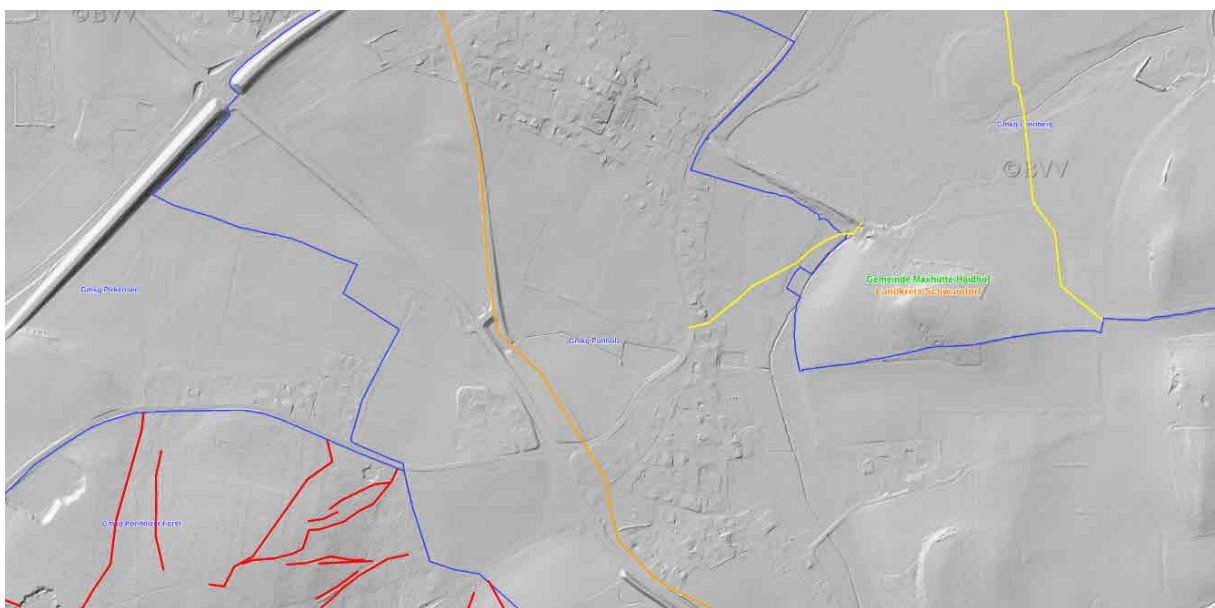 ©BVV
©BVV
©BVV
Gemeinde Maxhütte-Haidhof
Landkreis Schwandorf
Gmkg Pirkensee
Gmkg Ponholz
Gmkg Ponholzer Forst